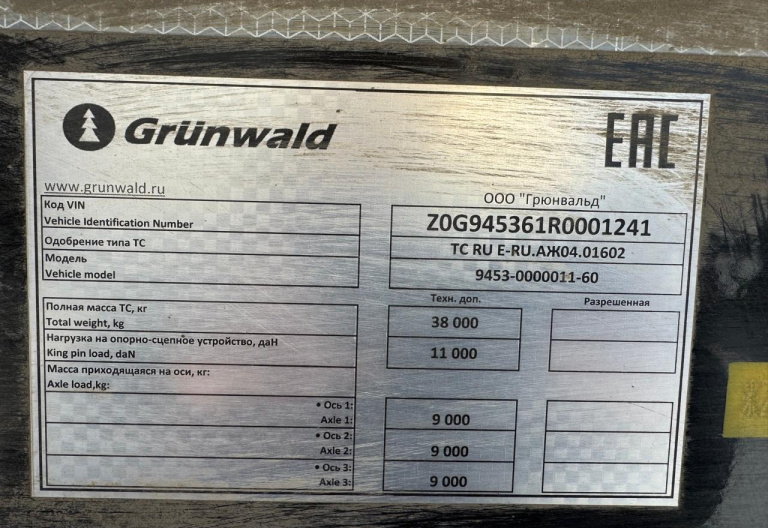 Grünwald
EAC
www.grunwald.ru
ООО "Грюнвальд"
Код VIN
Vehicle Identification Number
Z0G945361R0001241
Одобрение типа ТС
ТС RU Е-RU.АЖ04.01602
Модель
Vehicle model
9453-0000011-60
Техн. доп.
Разрешенная
Полная масса ТС, кг
Total weight, kg
38 000
Нагрузка на опорно-сцепное устройство, даН
King pin load, daN
11 000
Масса приходящаяся на оси, кг:
Axle load,kg:
• Ось 1:
Axle 1:
9 000
• Ось 2:
Axle 2:
9 000
• Ось 3:
Axle 3:
9 000